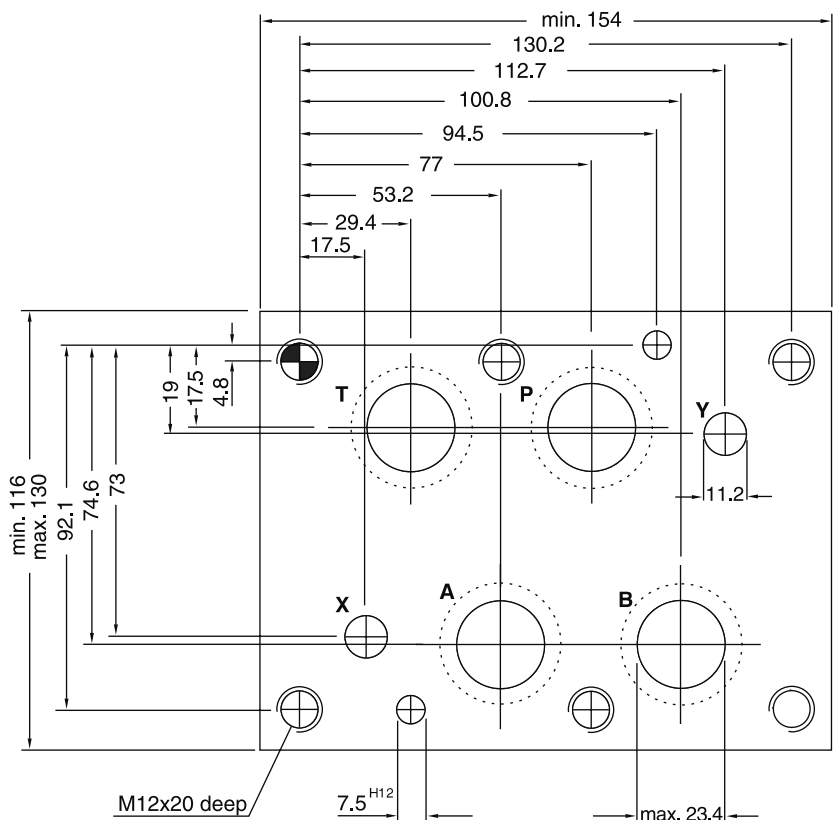 min. 154
130.2
112.7
100.8
94.5
77
53.2
29.4
17.5
T
P
Y
4.8
17.5
19
73
74.6
92.1
min. 116
max. 130
11.2
X
A
B
M12x20 deep
7.5 H12
max. 23.4